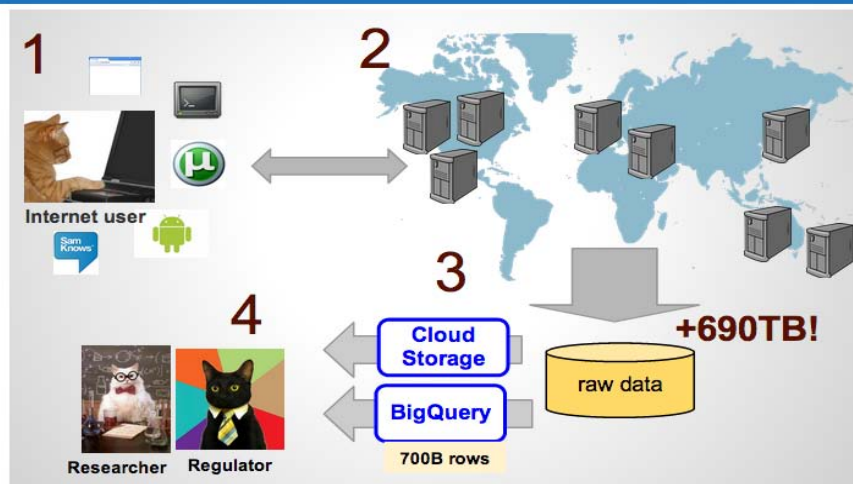 1
2
µ
Internet user
Sam
Knows
3
+690TB!
4
Cloud
Storage
raw data
BigQuery
700B rows
Researcher
Regulator